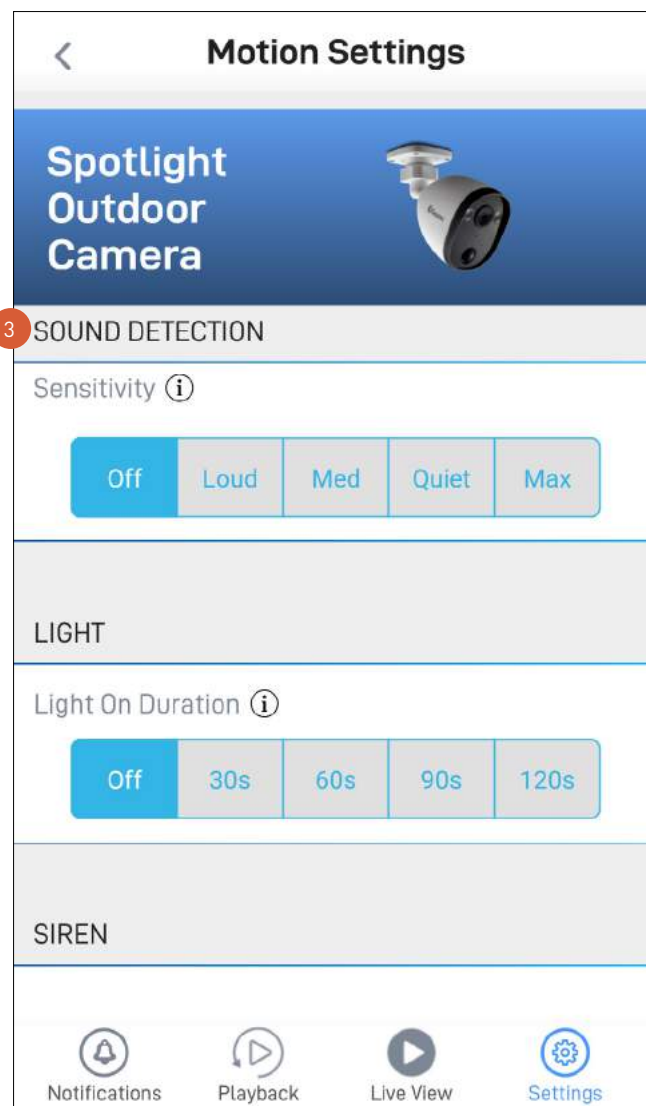 Motion Settings
Spotlight
Outdoor
Camera
3 SOUND DETECTION
Sensitivity i
Off Loud Med Quiet Max
LIGHT
Light On Duration i
Off 30s 60s 90s 120s
SIREN
Notifications Playback Live View Settings